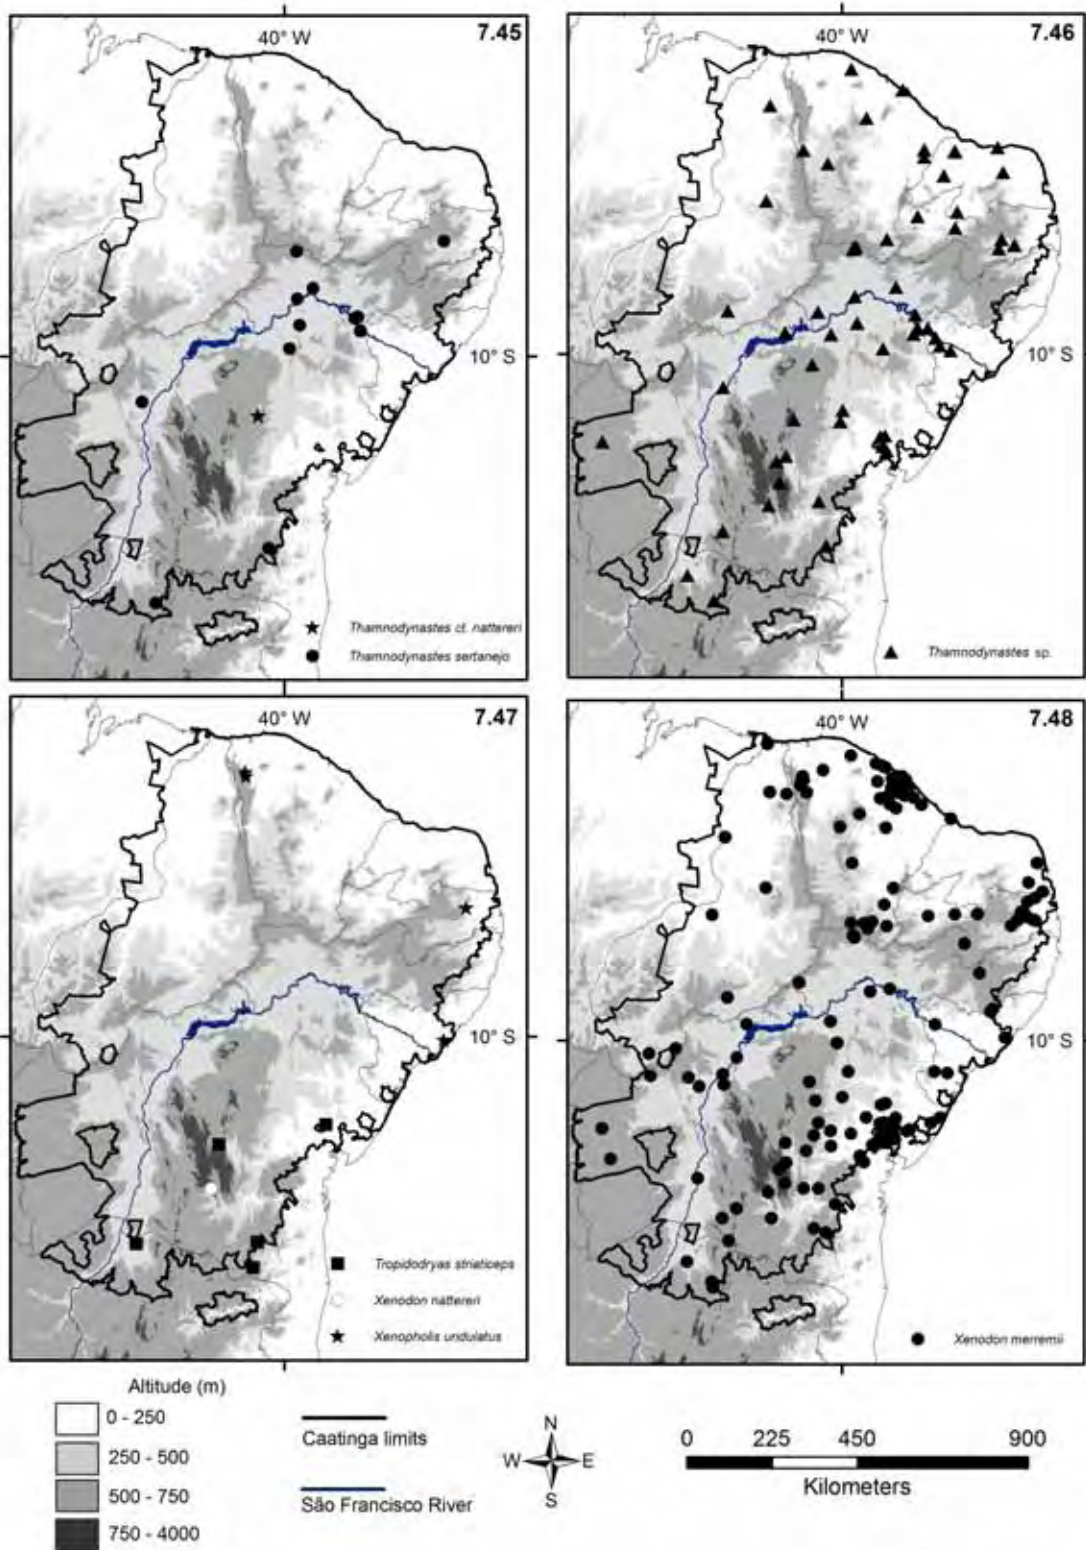 40° W
7.45
10° S
Thamnodynastes cf. nattereri
Thamnodynastes sertanejo
40° W
7.46
Thamnodynastes sp.
40° W
7.47
10° S
Tropidodryas striaticeps
Xenodon nattereri
Xenopholis undulatus
40° W
7.48
Xenodon merremii
Altitude (m)
0 - 250
250 - 500
500 - 750
750 - 4000
Caatinga limits
São Francisco River
N
W E
S
0 225 450 900
Kilometers